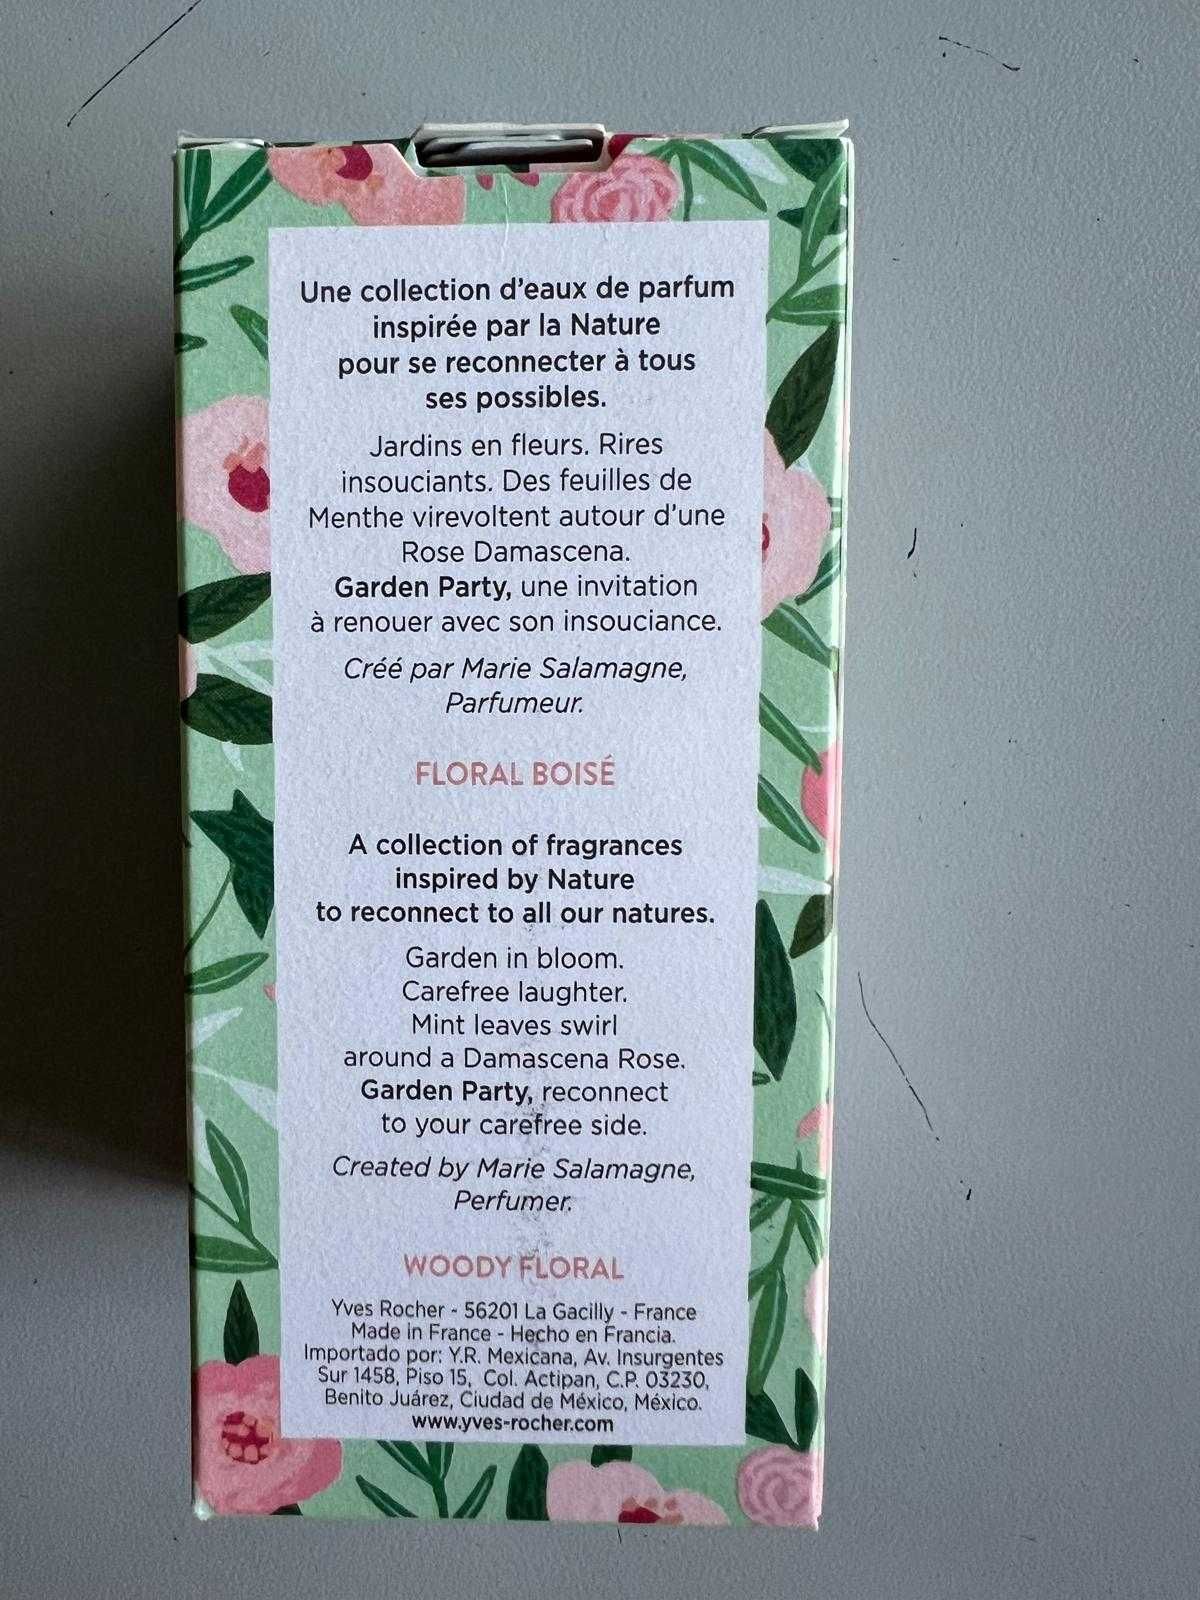 Une collection d'eaux de parfum
inspirée par la Nature
pour se reconnecter à tous
ses possibles.
Jardins en fleurs. Rires
insouciants. Des feuilles de
Menthe virevoltent autour d'une
Rose Damascena.
Garden Party, une invitation
à renouer avec son insouciance.
Créé par Marie Salamagne,
Parfumeur.
FLORAL BOISÉ
A collection of fragrances
inspired by Nature
to reconnect to all our natures.
Garden in bloom.
Carefree laughter.
Mint leaves swirl
around a Damascena Rose.
Garden Party, reconnect
to your carefree side.
Created by Marie Salamagne,
Perfumer.
WOODY FLORAL
Yves Rocher - 56201 La Gacilly - France
Made in France - Hecho en Francia.
Importado por: Y.R. Mexicana, Av. Insurgentes
Sur 1458, Piso 15, Col. Actipan, C.P. 03230,
Benito Juárez, Ciudad de México, México.
www.yves-rocher.com